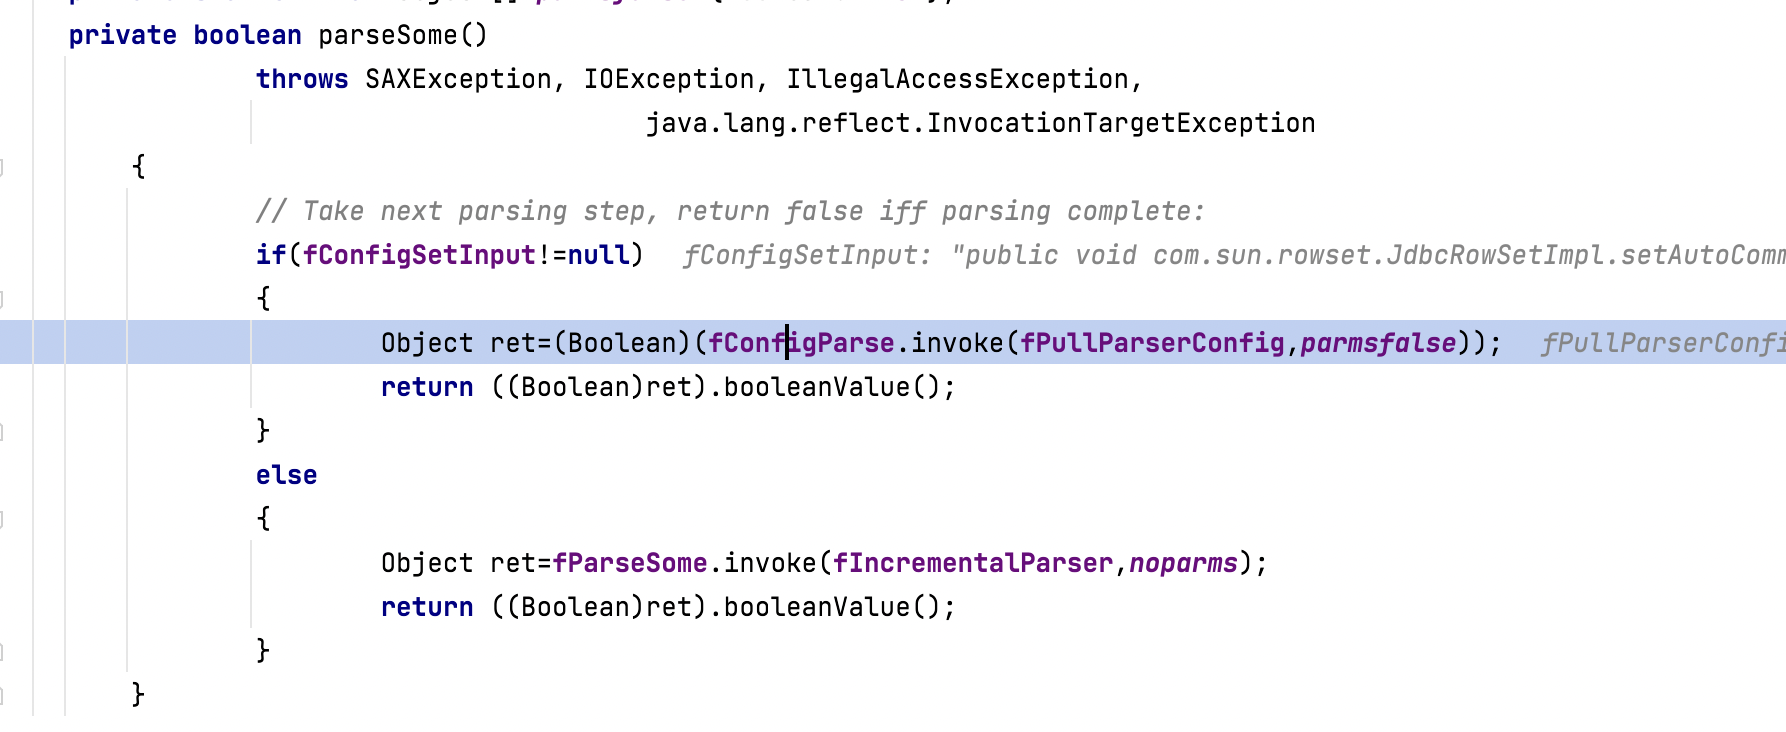 private boolean parseSome()
throws SAXException, IOException, IllegalAccessException,
java.lang.reflect.InvocationTargetException
{
// Take next parsing step, return false iff parsing complete:
if(fConfigSetInput!=null) fConfigSetInput: "public void com.sun.rowset.JdbcRowSetImpl.setAutoComm
{
Object ret=(Boolean)(fConfigParse.invoke(fPullParserConfig,parmsfalse)); fPullParserConfi
return ((Boolean)ret).booleanValue();
}
else
{
Object ret=fParseSome.invoke(fIncrementalParser,noparms);
return ((Boolean)ret).booleanValue();
}
}